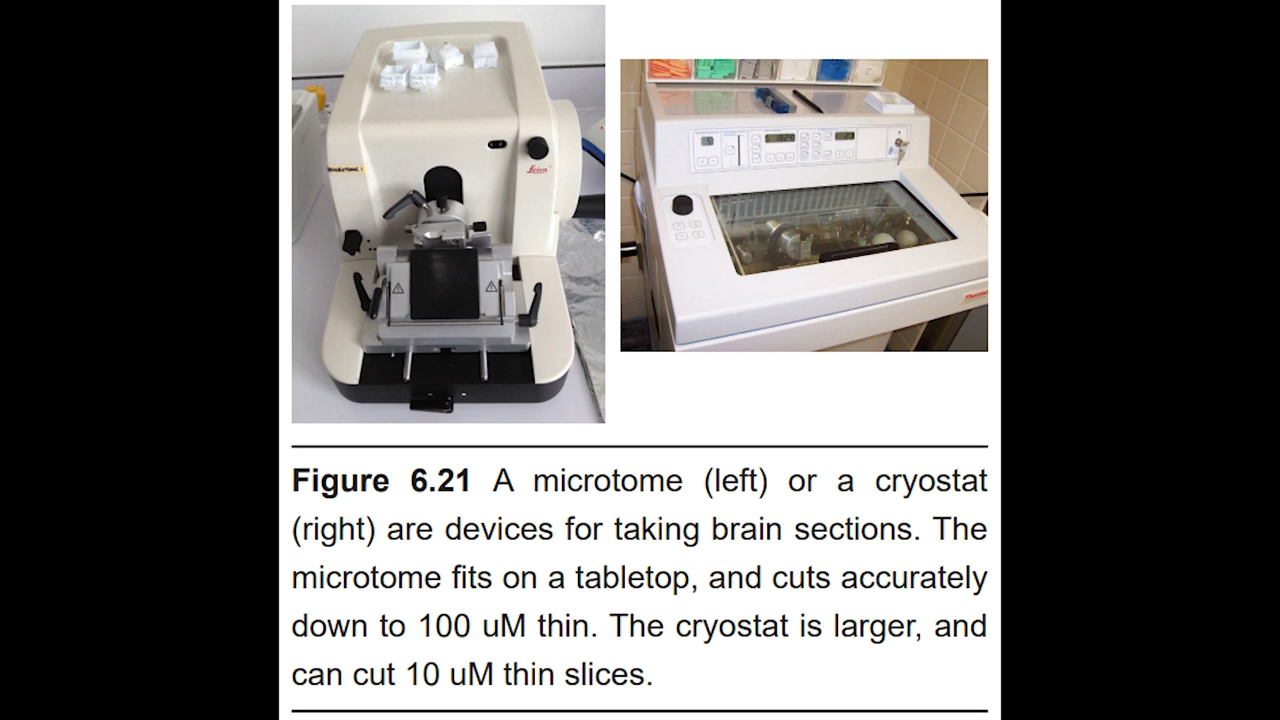 Leica
Thermo
Figure 6.21 A microtome (left) or a cryostat
(right) are devices for taking brain sections. The
microtome fits on a tabletop, and cuts accurately
down to 100 uM thin. The cryostat is larger, and
can cut 10 uM thin slices.